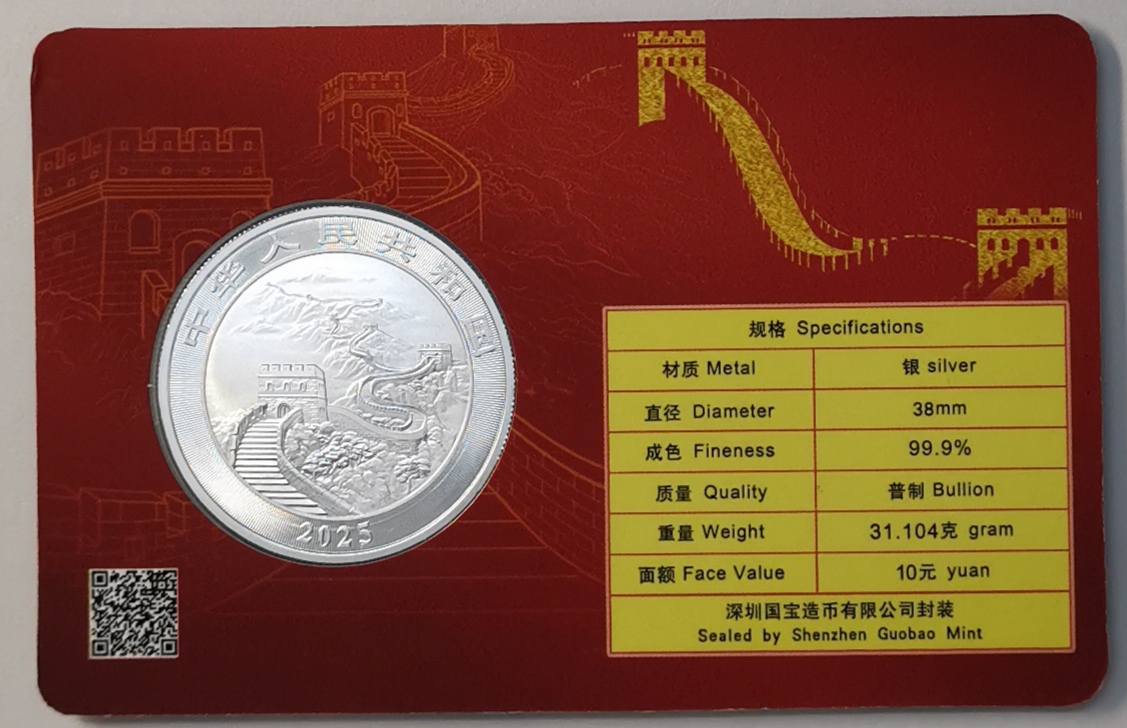 中华人民共和国
2025
规格 Specifications
材质 Metal 银 silver
直径 Diameter 38mm
成色 Fineness 99.9%
质量 Quality 普制 Bullion
重量 Weight 31.104克 gram
面额 Face Value 10元 yuan
深圳国宝造币有限公司封装
Sealed by Shenzhen Guobao Mint